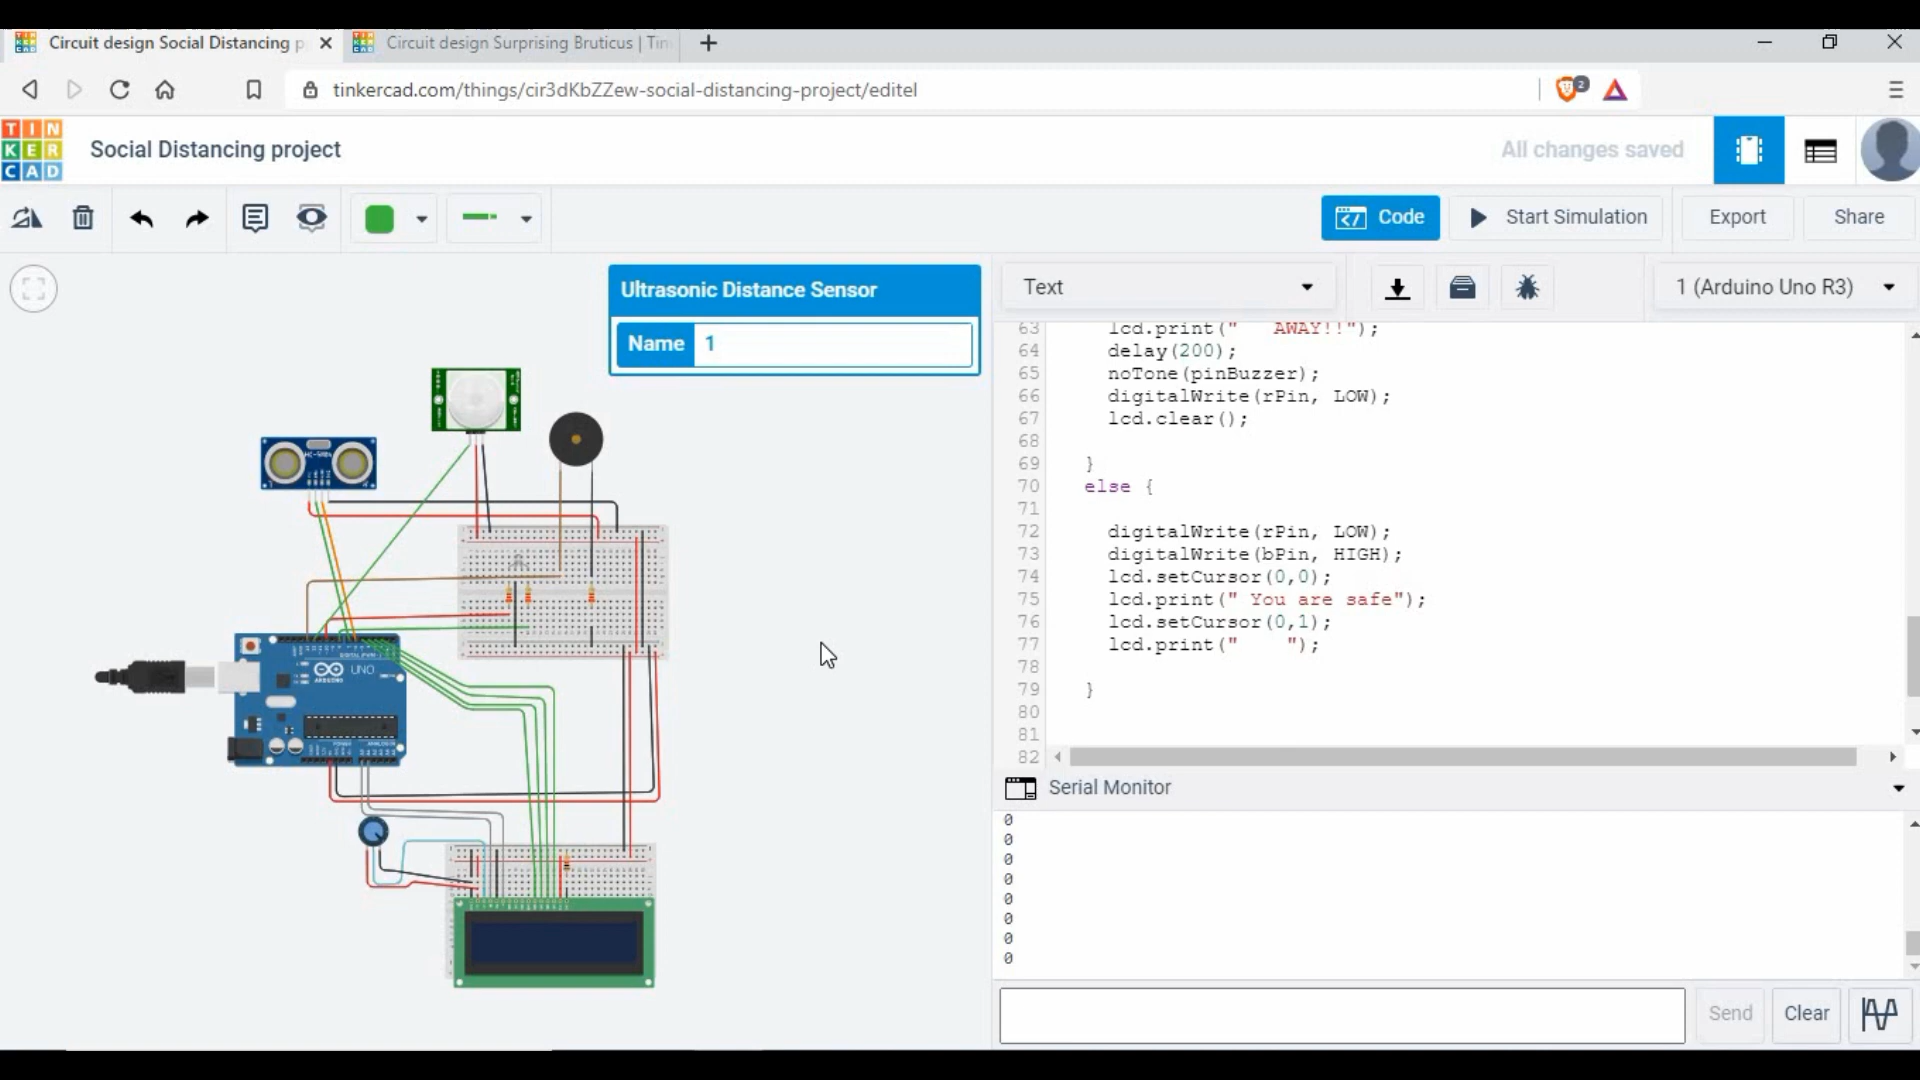 Circuit design Social Distancing p
Circuit design Surprising Bruticus | Tin
tinkercad.com/things/cir3dKbZZew-social-distancing-project/editel
2
TIN
KER
CAD
Social Distancing project
All changes saved
Code
Start Simulation
Export
Share
Ultrasonic Distance Sensor
Name 1
Text
1 (Arduino Uno R3)
63 lcd.print("   AWAY!!");
64 delay(200);
65 noTone(pinBuzzer);
66 digitalWrite(rPin, LOW);
67 lcd.clear();
68
69 }
70 else {
71
72 digitalWrite(rPin, LOW);
73 digitalWrite(bPin, HIGH);
74 lcd.setCursor(0,0);
75 lcd.print(" You are safe");
76 lcd.setCursor(0,1);
77 lcd.print("    ");
78
79 }
80
81
82
UNO
ARDUINO
Serial Monitor
0
0
0
0
0
0
0
0
Send
Clear